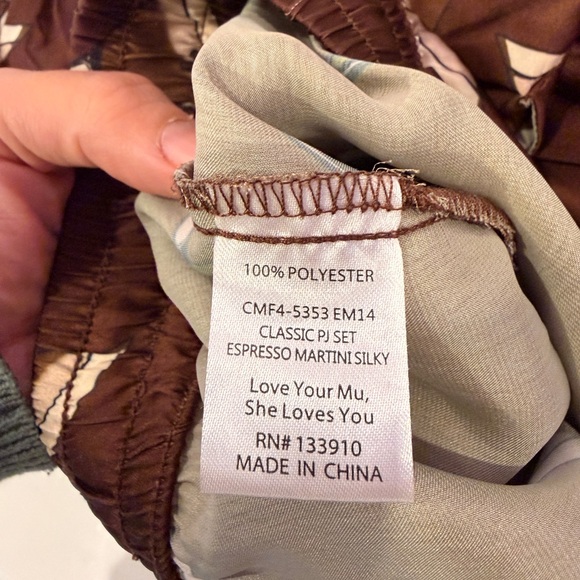 100% POLYESTER
CMF4-5353 EM14
CLASSIC PJ SET
ESPRESSO MARTINI SILKY
Love Your Mu,
She Loves You
RN# 133910
MADE IN CHINA